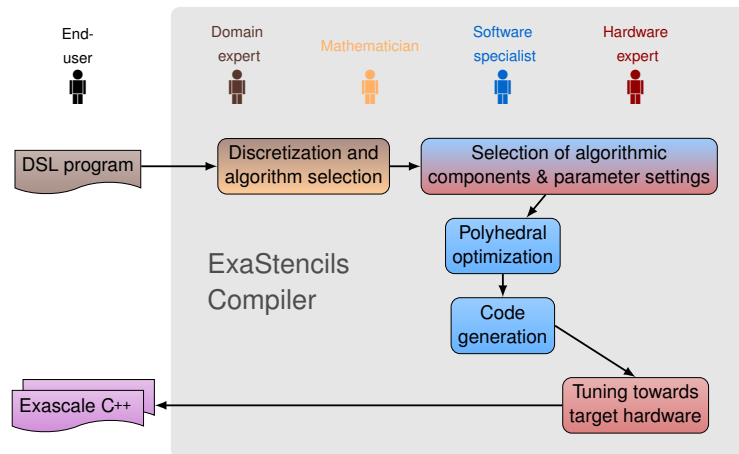 End-
user
Domain
expert
Mathematician
Software
specialist
Hardware
expert
DSL program
Discretization and
algorithm selection
Selection of algorithmic
components & parameter settings
Polyhedral
optimization
ExaStencils
Compiler
Code
generation
Tuning towards
target hardware
Exascale C++